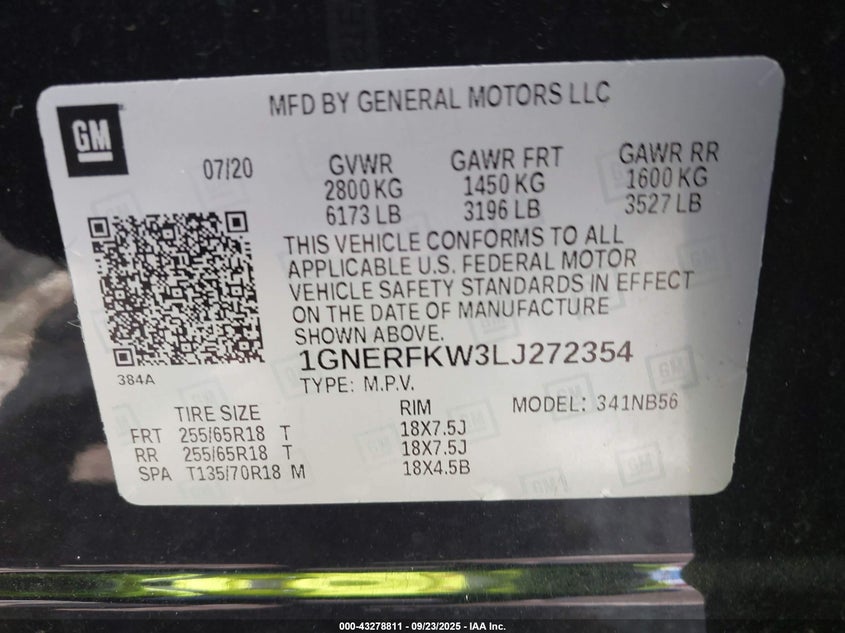 MFD BY GENERAL MOTORS LLC
GM
07/20
GVWR
2800 KG
6173 LB
GAWR FRT
1450 KG
3196 LB
GAWR RR
1600 KG
3527 LB
THIS VEHICLE CONFORMS TO ALL
APPLICABLE U.S. FEDERAL MOTOR
VEHICLE SAFETY STANDARDS IN EFFECT
ON THE DATE OF MANUFACTURE
SHOWN ABOVE.
384A
1GNERFKW3LJ272354
TYPE: M.P.V.
MODEL: 341NB56
TIRE SIZE RIM
FRT 255/65R18 T 18X7.5J
RR 255/65R18 T 18X7.5J
SPA T135/70R18 M 18X4.5B
000-43278811 - 09/23/2025 - IAA Inc.